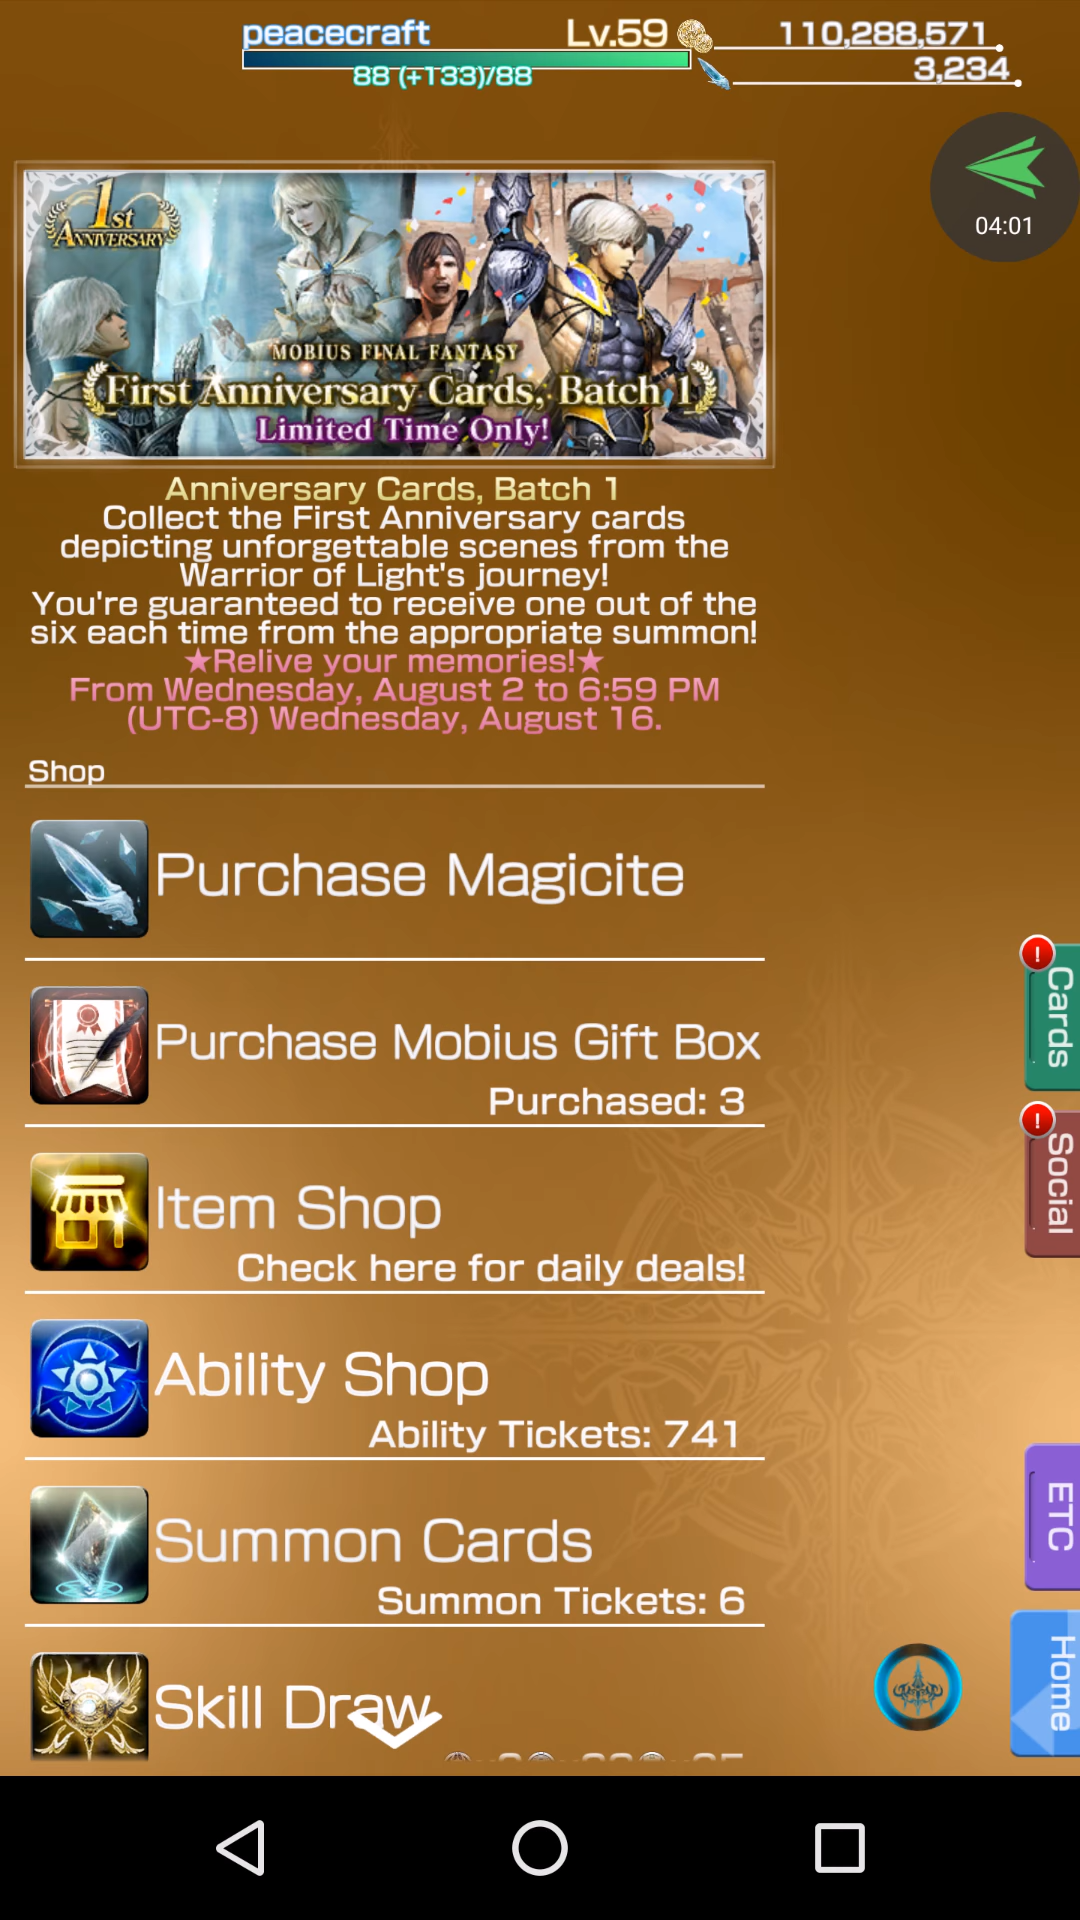 peacecraft Lv.59 110,288,571
88 (+133)/88 3,234
04:01
1st
ANNIVERSARY
MOBIUS FINAL FANTASY
First Anniversary Cards, Batch 1
Limited Time Only!
Anniversary Cards, Batch 1
Collect the First Anniversary cards
depicting unforgettable scenes from the
Warrior of Light's journey!
You're guaranteed to receive one out of the
six each time from the appropriate summon!
★Relive your memories!★
From Wednesday, August 2 to 6:59 PM
(UTC-8) Wednesday, August 16.
Shop
Purchase Magicite
Purchase Mobius Gift Box
Purchased: 3
Item Shop
Check here for daily deals!
Ability Shop
Ability Tickets: 741
Summon Cards
Summon Tickets: 6
Skill Draw
!
Cards
!
Social
ETC
Home